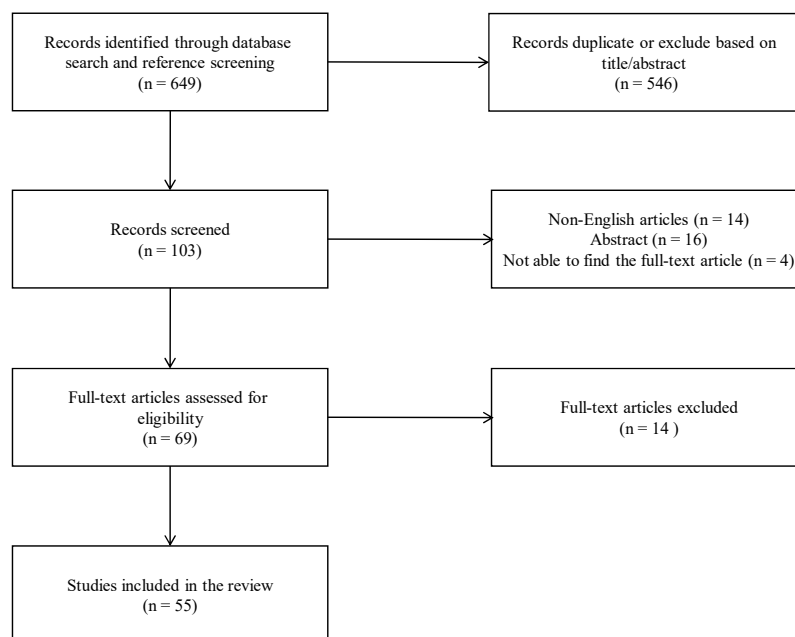 Records identified through database
search and reference screening
(n = 649)
Records duplicate or exclude based on
title/abstract
(n = 546)
Records screened
(n = 103)
Non-English articles (n = 14)
Abstract (n = 16)
Not able to find the full-text article (n = 4)
Full-text articles assessed for
eligibility
(n = 69)
Full-text articles excluded
(n = 14 )
Studies included in the review
(n = 55)